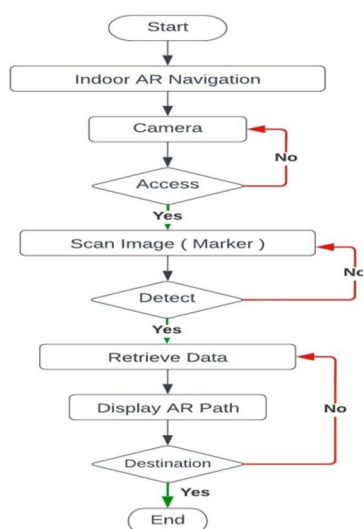 Start
Indoor AR Navigation
Camera
No
Access
Yes
Scan Image ( Marker )
No
Detect
Yes
Retrieve Data
Display AR Path
No
Destination
Yes
End